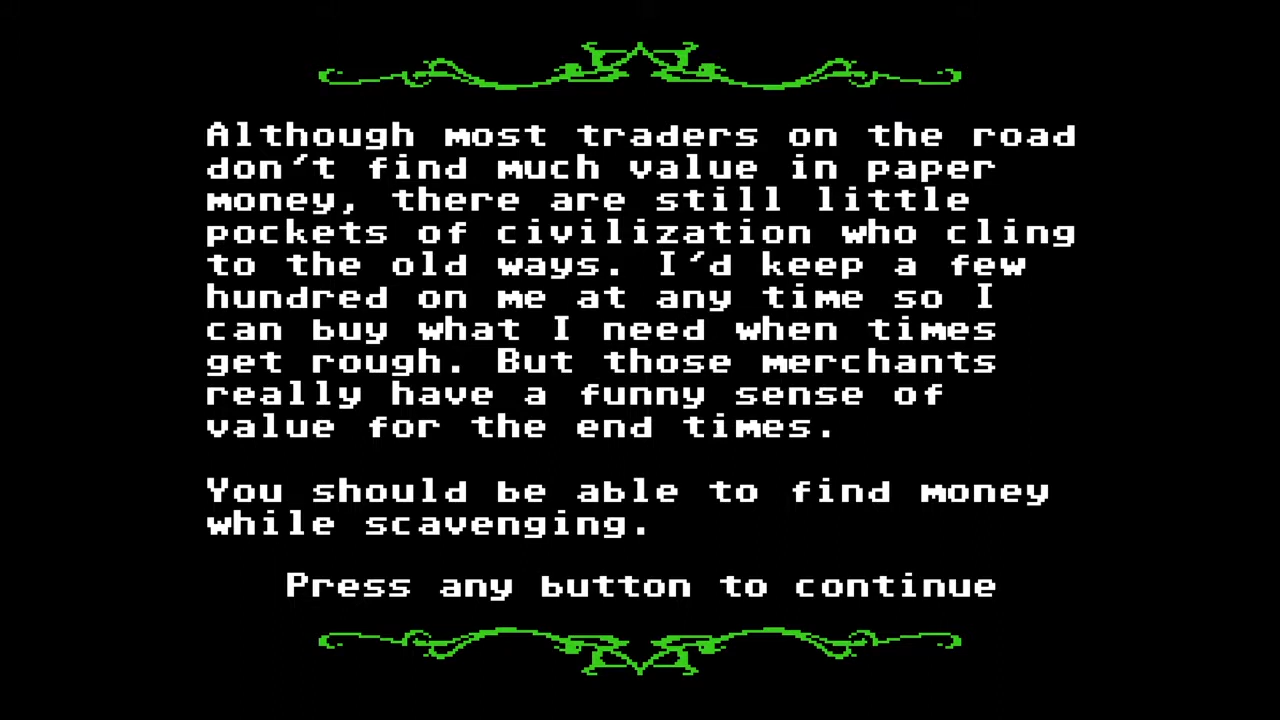 Although most traders on the road
don't find much value in paper
money, there are still little
pockets of civilization who cling
to the old ways. I'd keep a few
hundred on me at any time so I
can buy what I need when times
get rough. But those merchants
really have a funny sense of
value for the end times.
You should be able to find money
while scavenging.
Press any button to continue